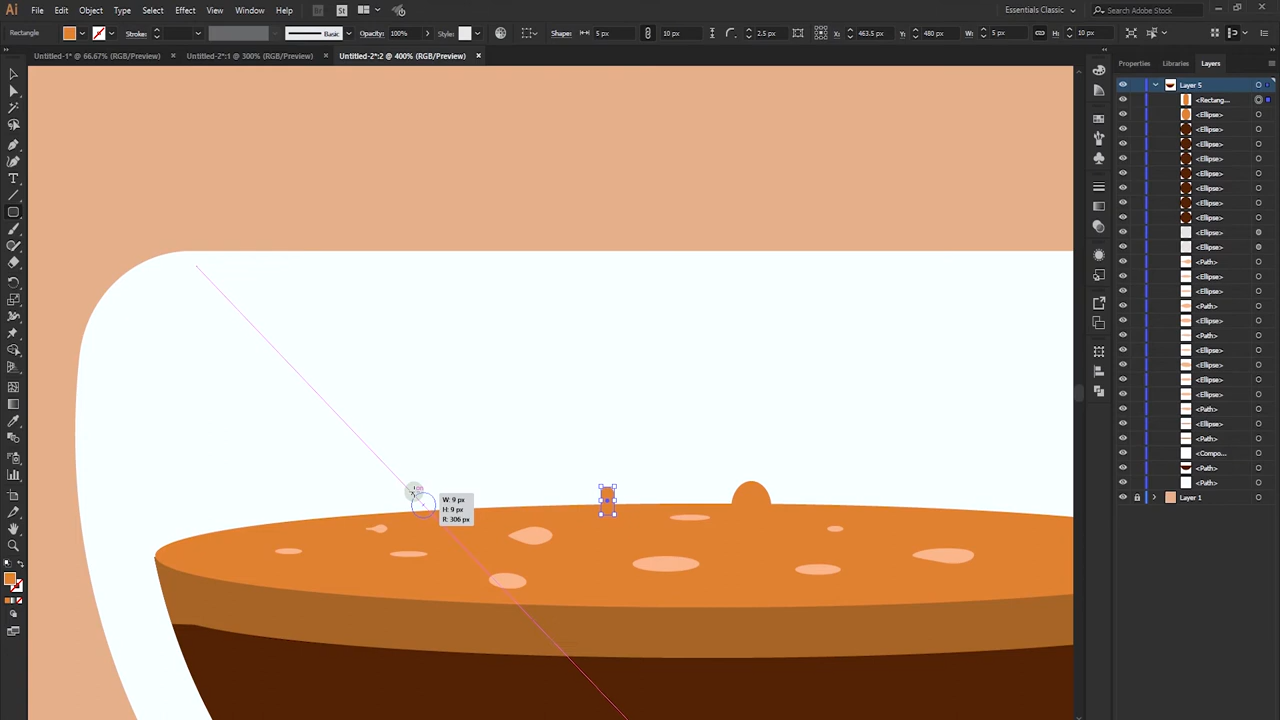 Ai File Edit Object Type Select Effect View Window Help Br St Essentials Classic Search Adobe Stock
Rectangle Stroke: Basic Opacity: 100% Style: Shape: 5 px 10 px 2.5 px X: 463.5 px Y: 480 px W: 5 px H: 10 px
Untitled-1* @ 66.67% (RGB/Preview) × Untitled-2*:1 @ 300% (RGB/Preview) × Untitled-2*:2 @ 400% (RGB/Preview) ×
Properties Libraries Layers
Layer 5
<Rectang...
<Ellipse>
<Ellipse>
<Ellipse>
<Ellipse>
<Ellipse>
<Ellipse>
<Ellipse>
<Ellipse>
<Ellipse>
<Ellipse>
<Path>
<Ellipse>
<Ellipse>
<Path>
<Ellipse>
<Path>
<Ellipse>
<Ellipse>
<Ellipse>
<Ellipse>
<Path>
<Ellipse>
<Path>
<Compo...
<Path>
<Path>
Layer 1
W: 9 px
H: 9 px
R: 306 px